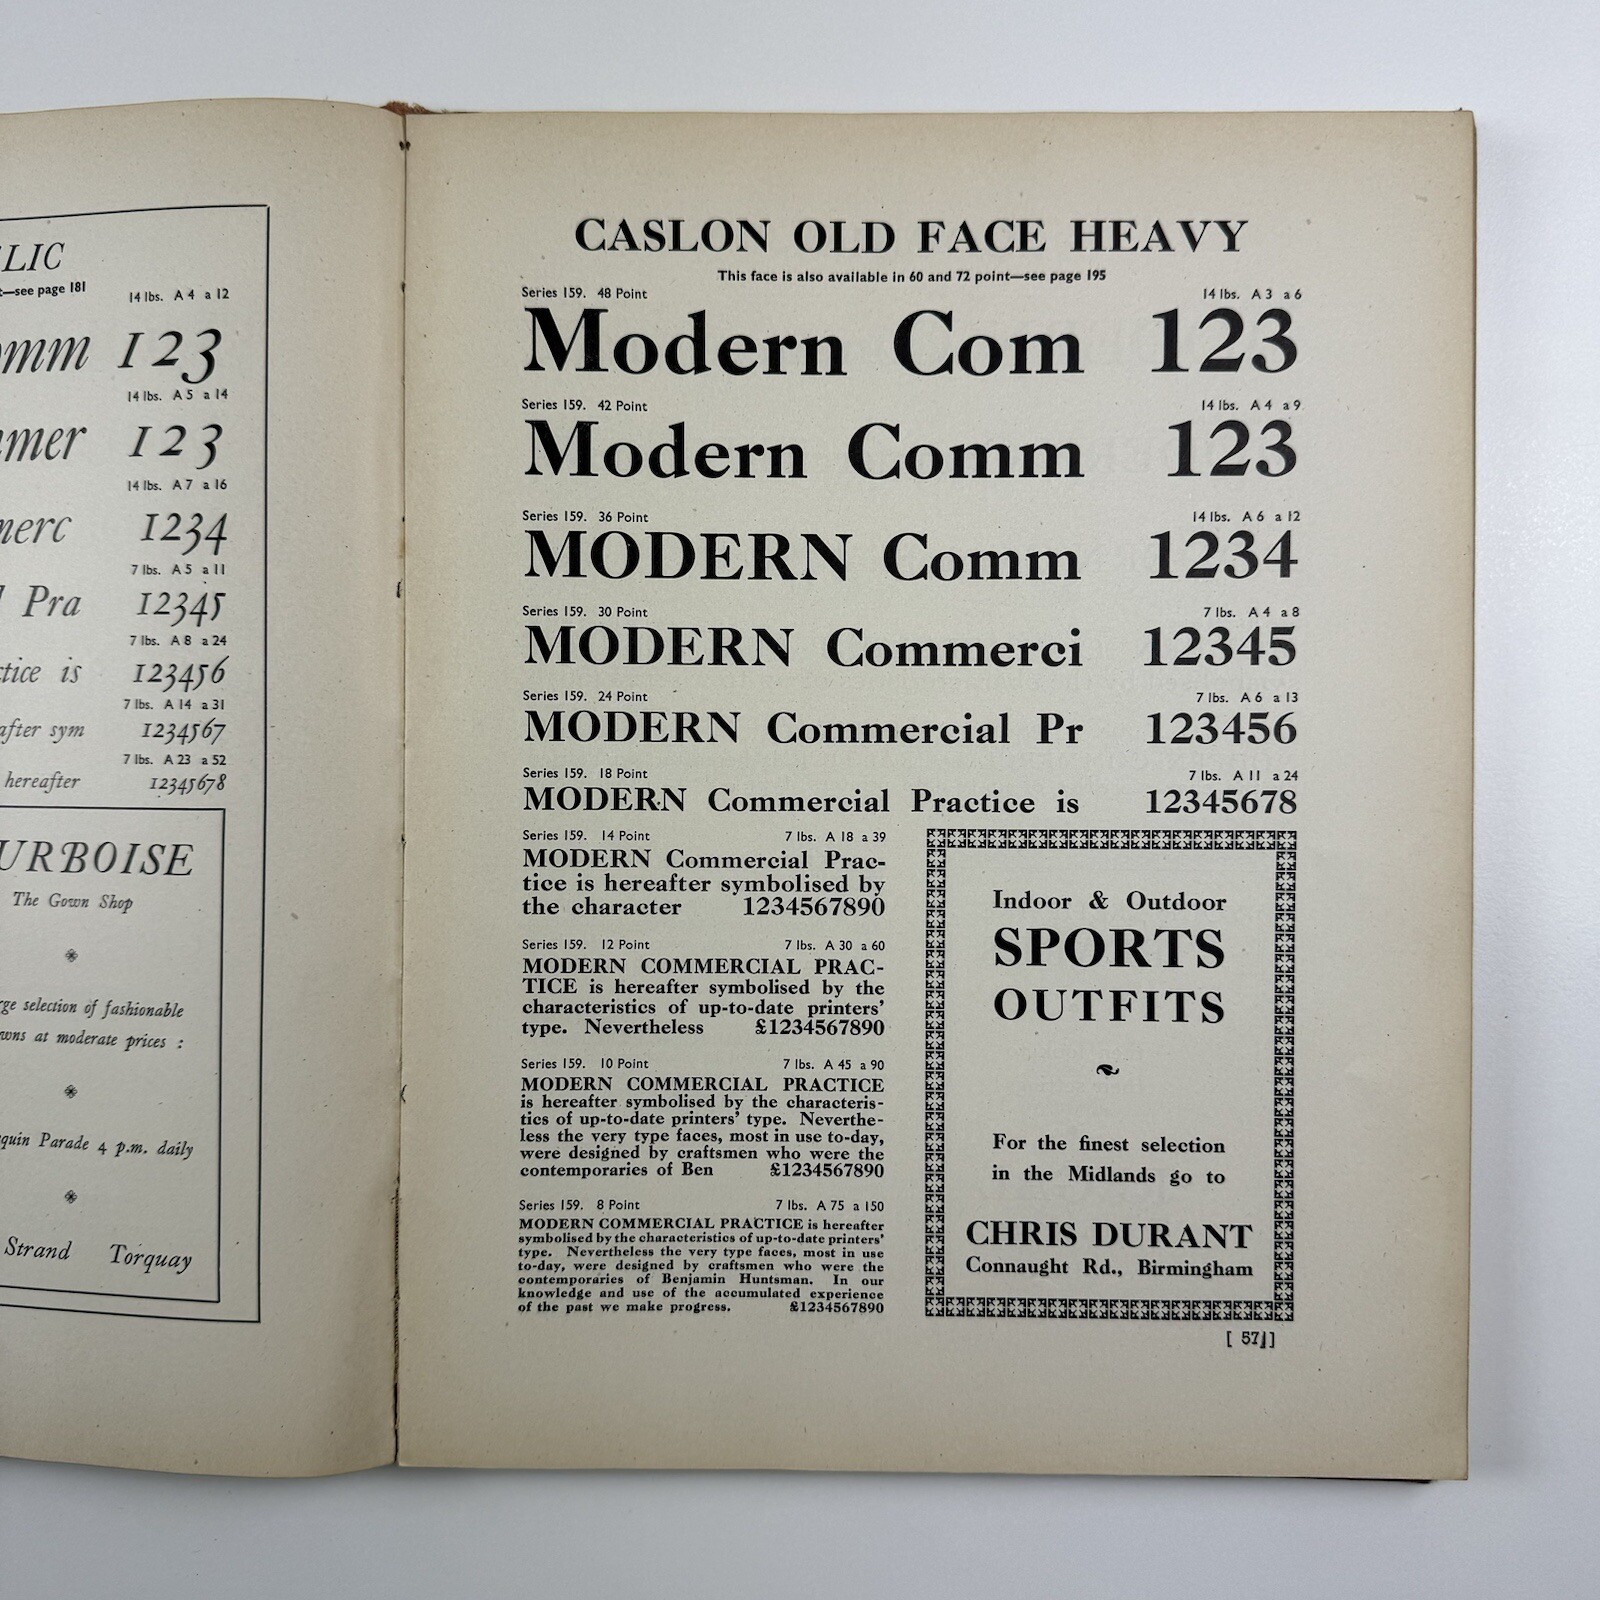 LIC
—see page 181
14 lbs. A 4 a 12
omm 123
14 lbs. A 5 a 14
mer 123
14 lbs. A 7 a 16
merc 1234
7 lbs. A 5 a 11
Pra 12345
7 lbs. A 8 a 24
tice is 123456
7 lbs. A 14 a 31
after sym 1234567
7 lbs. A 23 a 52
hereafter 12345678
URBOISE
The Gown Shop
rge selection of fashionable
wns at moderate prices :
quin Parade 4 p.m. daily
Strand Torquay
CASLON OLD FACE HEAVY
This face is also available in 60 and 72 point—see page 195
Series 159. 48 Point 14 lbs. A 3 a 6
Modern Com 123
Series 159. 42 Point 14 lbs. A 4 a 9
Modern Comm 123
Series 159. 36 Point 14 lbs. A 6 a 12
MODERN Comm 1234
Series 159. 30 Point 7 lbs. A 4 a 8
MODERN Commerci 12345
Series 159. 24 Point 7 lbs. A 6 a 13
MODERN Commercial Pr 123456
Series 159. 18 Point 7 lbs. A 11 a 24
MODERN Commercial Practice is 12345678
Series 159. 14 Point 7 lbs. A 18 a 39
MODERN Commercial Prac-
tice is hereafter symbolised by
the character 1234567890
Series 159. 12 Point 7 lbs. A 30 a 60
MODERN COMMERCIAL PRAC-
TICE is hereafter symbolised by the
characteristics of up-to-date printers'
type. Nevertheless £1234567890
Series 159. 10 Point 7 lbs. A 45 a 90
MODERN COMMERCIAL PRACTICE
is hereafter symbolised by the characteris-
tics of up-to-date printers' type. Neverthe-
less the very type faces, most in use to-day,
were designed by craftsmen who were the
contemporaries of Ben £1234567890
Series 159. 8 Point 7 lbs. A 75 a 150
MODERN COMMERCIAL PRACTICE is hereafter
symbolised by the characteristics of up-to-date printers'
type. Nevertheless the very type faces, most in use
to-day, were designed by craftsmen who were the
contemporaries of Benjamin Huntsman. In our
knowledge and use of the accumulated experience
of the past we make progress. £1234567890
Indoor & Outdoor
SPORTS
OUTFITS
For the finest selection
in the Midlands go to
CHRIS DURANT
Connaught Rd., Birmingham